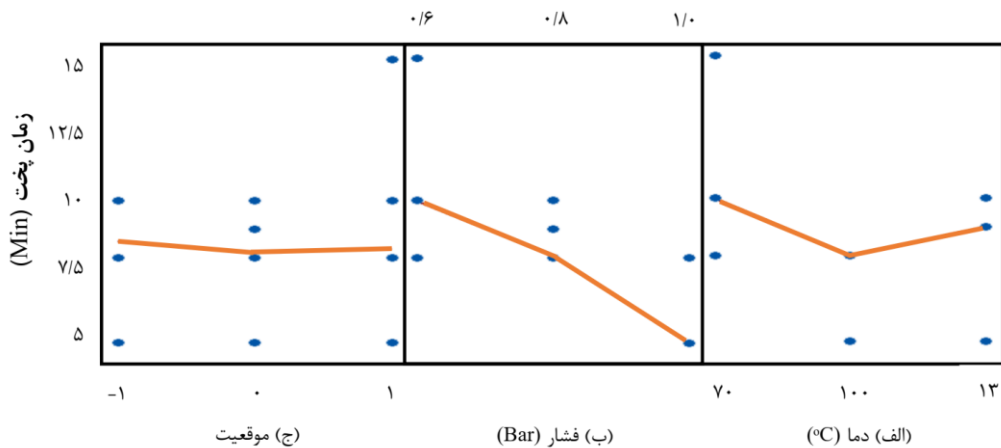 ۰/۶ ۰/۸ ۱/۰
زمان پخت (Min)
۱۵
۱۲/۵
۱۰
۷/۵
۵
-۱ ۰ ۱
۷۰ ۱۰۰ ۱۳
(ج) موقعیت
(ب) فشار (Bar)
(الف) دما (°C)